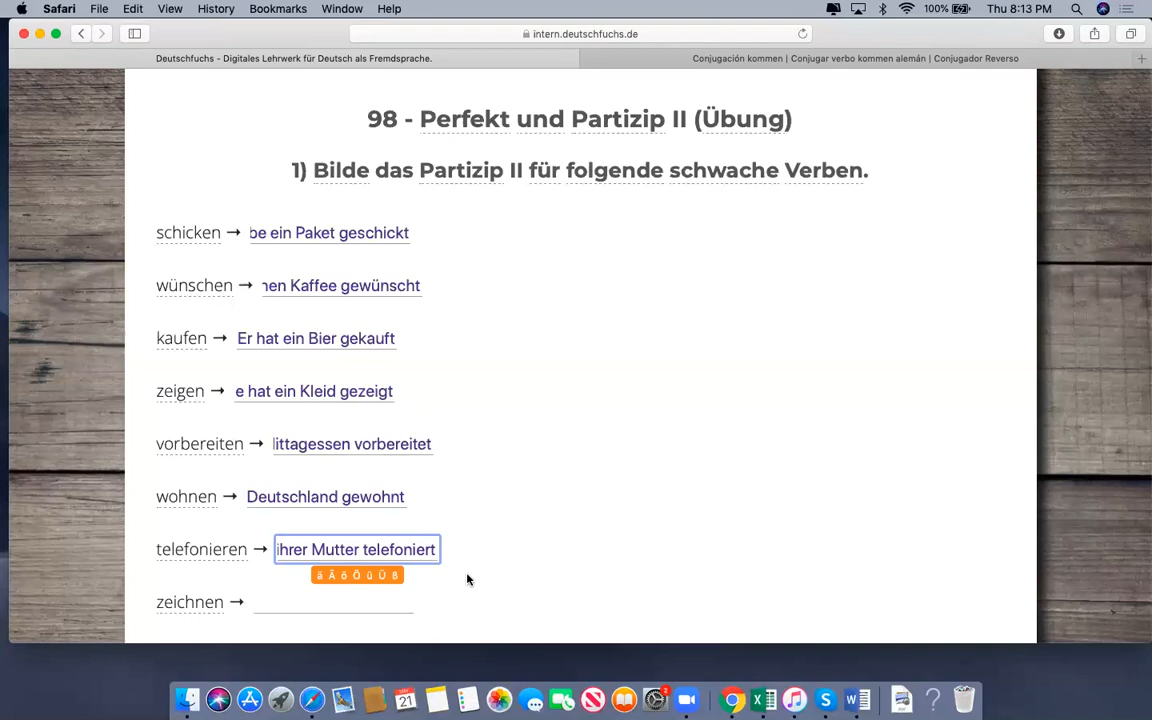 Safari File Edit View History Bookmarks Window Help 100% Thu 8:13 PM
intern.deutschfuchs.de
Deutschfuchs - Digitales Lehrwerk für Deutsch als Fremdsprache. Conjugación kommen | Conjugar verbo kommen alemán | Conjugador Reverso
98 - Perfekt und Partizip II (Übung)
1) Bilde das Partizip II für folgende schwache Verben.
schicken → be ein Paket geschickt
wünschen → nen Kaffee gewünscht
kaufen → Er hat ein Bier gekauft
zeigen → e hat ein Kleid gezeigt
vorbereiten → ittagessen vorbereitet
wohnen → Deutschland gewohnt
telefonieren → ihrer Mutter telefoniert
ä Ä ö Ö ü Ü ß
zeichnen →
21
2